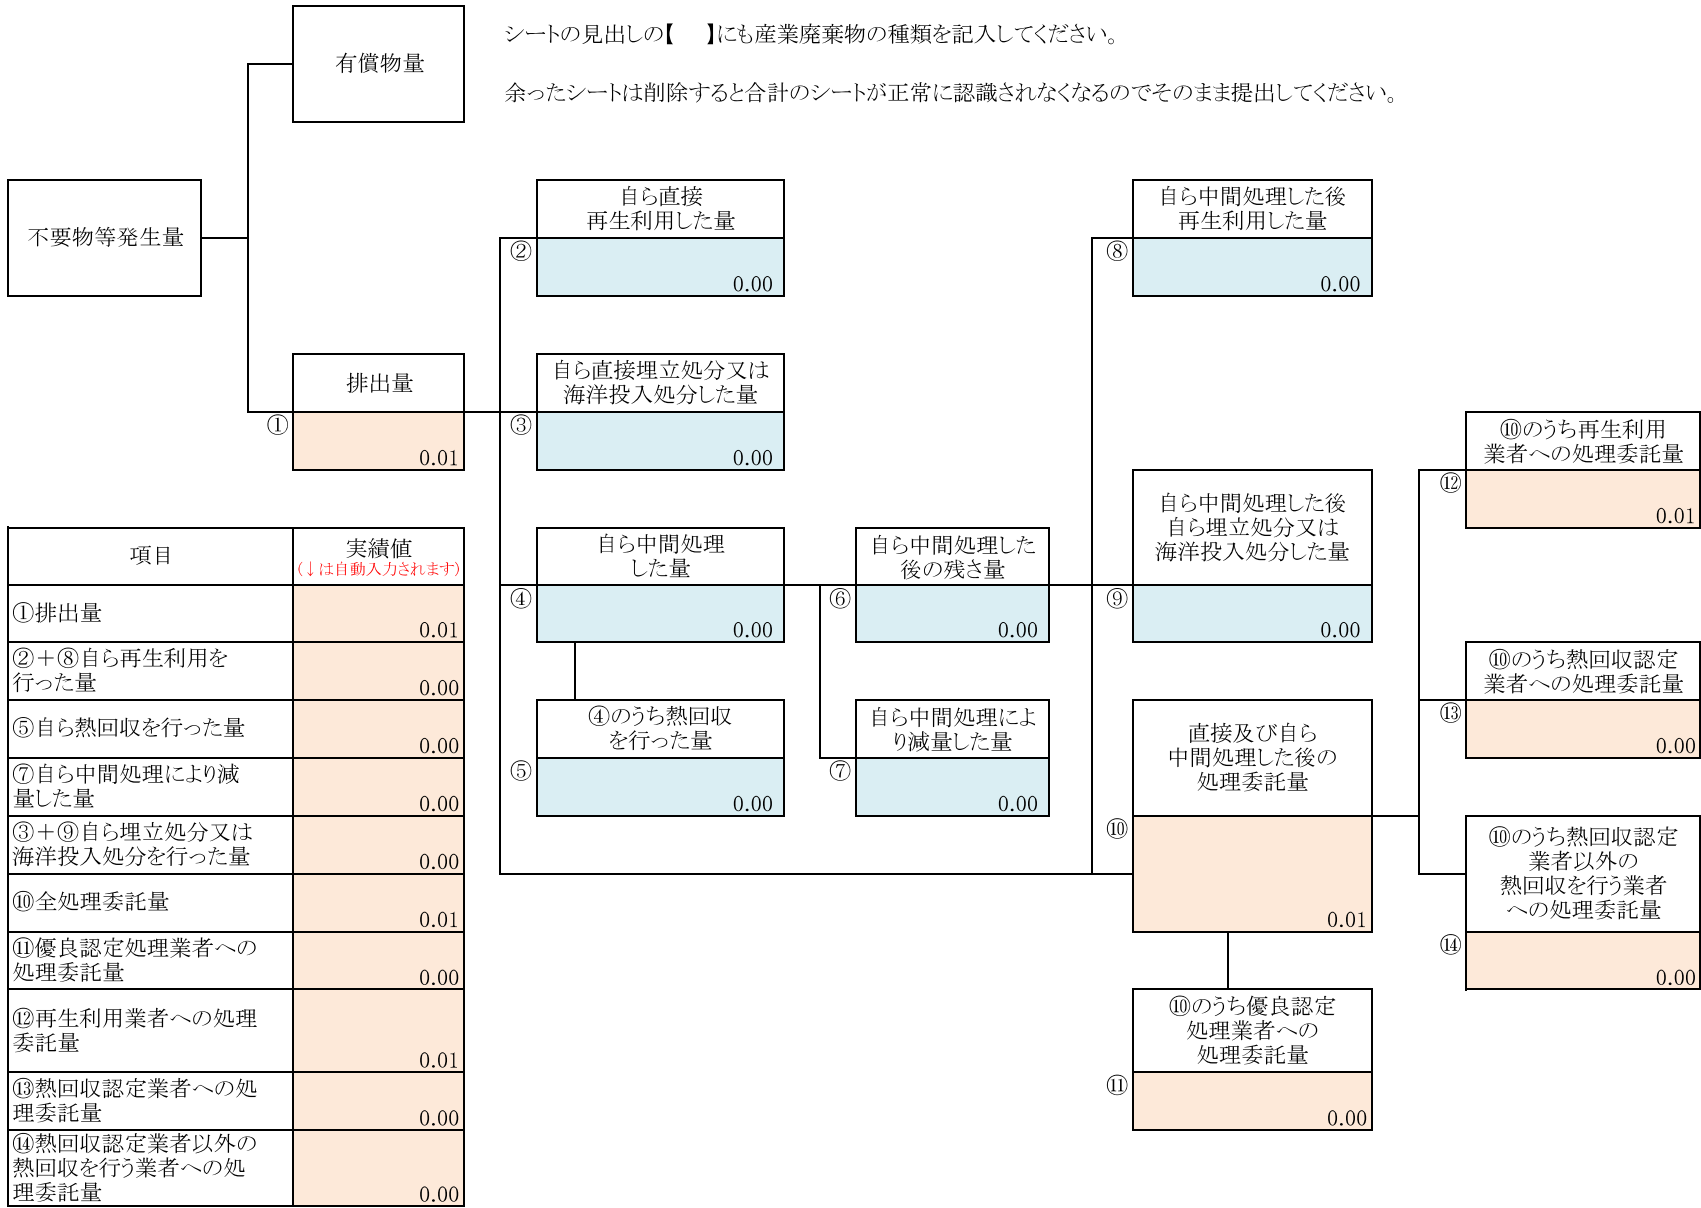 有償物量
シートの見出しの【　】にも産業廃棄物の種類を記入してください。
余ったシートは削除すると合計のシートが正常に認識されなくなるのでそのまま提出してください。
不要物等発生量
自ら直接
再生利用した量
②
0.00
自ら中間処理した後
再生利用した量
⑧
0.00
排出量
①
0.01
自ら直接埋立処分又は
海洋投入処分した量
③
0.00
⑩のうち再生利用
業者への処理委託量
⑫
0.01
自ら中間処理
した量
④
0.00
自ら中間処理した
後の残さ量
⑥
0.00
自ら中間処理した後
自ら埋立処分又は
海洋投入処分した量
⑨
0.00
⑩のうち熱回収認定
業者への処理委託量
⑬
0.00
④のうち熱回収
を行った量
⑤
0.00
自ら中間処理によ
り減量した量
⑦
0.00
直接及び自ら
中間処理した後の
処理委託量
⑩
0.01
⑩のうち熱回収認定
業者以外の
熱回収を行う業者
への処理委託量
⑭
0.00
⑩のうち優良認定
処理業者への
処理委託量
⑪
0.00
項目
実績値
（↓は自動入力されます）
①排出量
0.01
②＋⑧自ら再生利用を
行った量
0.00
⑤自ら熱回収を行った量
0.00
⑦自ら中間処理により減
量した量
0.00
③＋⑨自ら埋立処分又は
海洋投入処分を行った量
0.00
⑩全処理委託量
0.01
⑪優良認定処理業者への
処理委託量
0.00
⑫再生利用業者への処理
委託量
0.01
⑬熱回収認定業者への処
理委託量
0.00
⑭熱回収認定業者以外の
熱回収を行う業者への処
理委託量
0.00